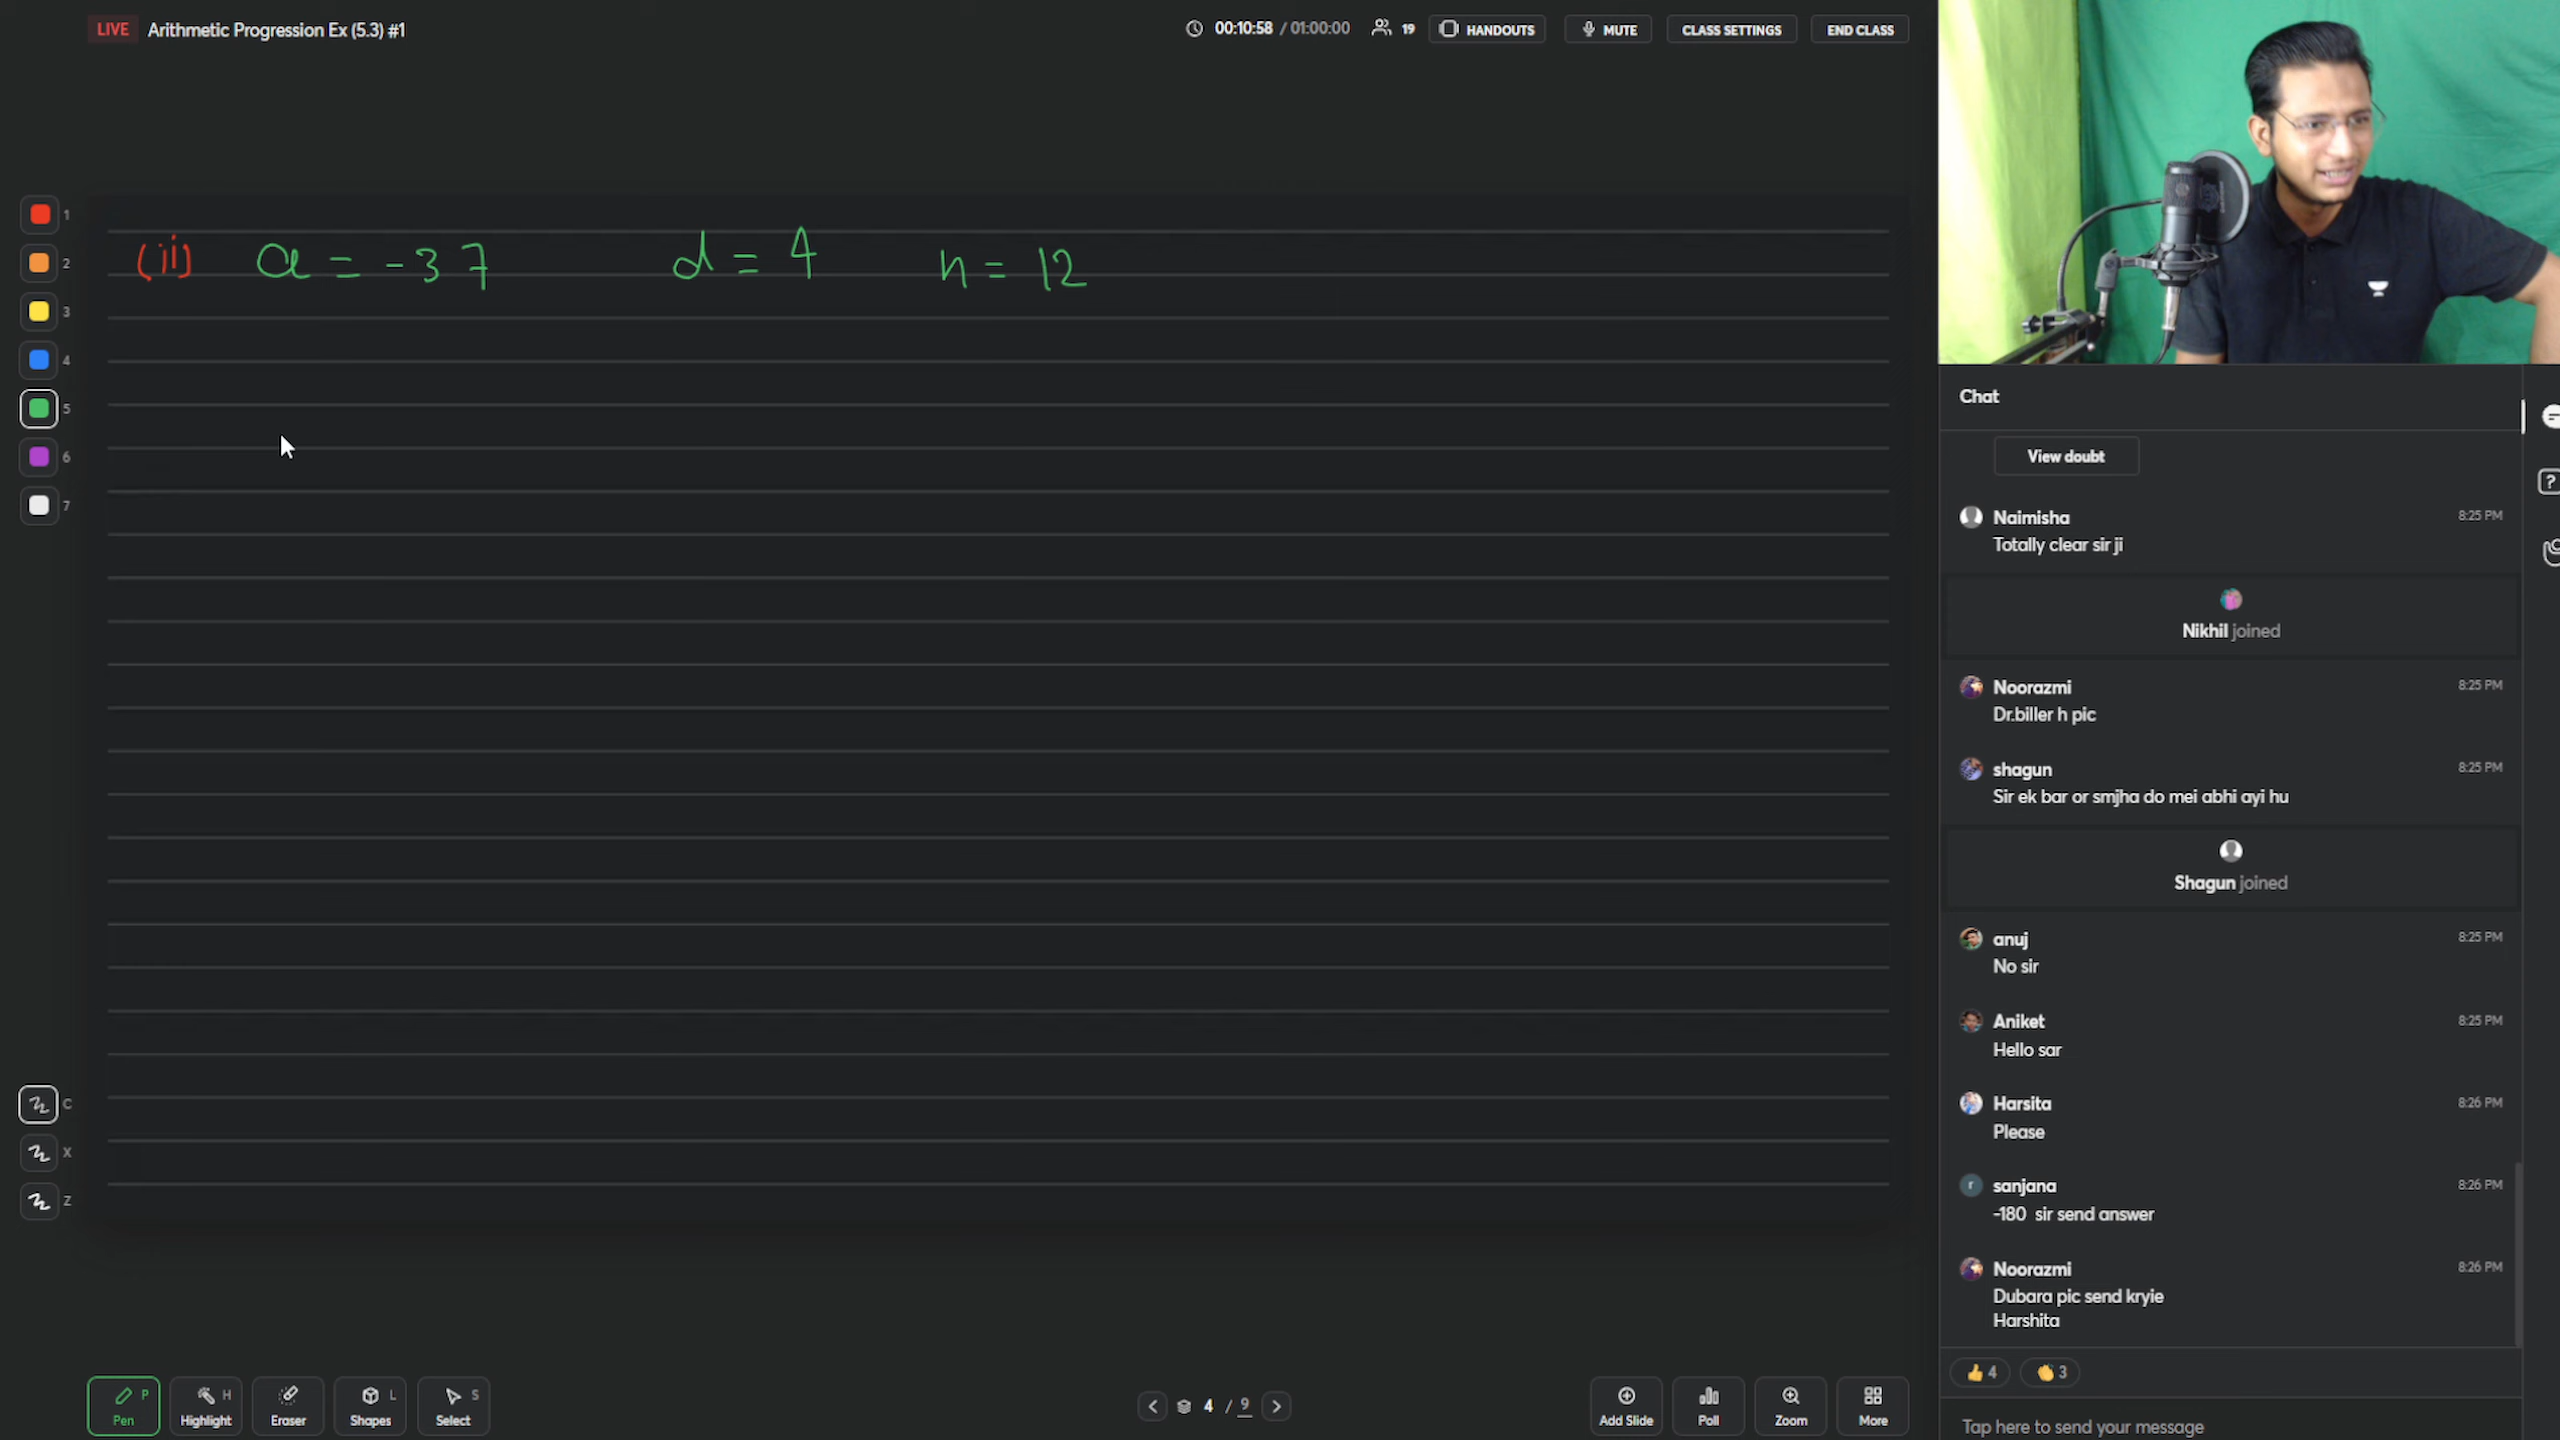 LIVE Arithmetic Progression Ex (5.3) #1
00:10:58 / 01:00:00 19 HANDOUTS MUTE CLASS SETTINGS END CLASS
(ii) a = -37 d = 4 n = 12
1
2
3
4
5
6
7
C
X
Z
P
Pen
H
Highlight
Eraser
L
Shapes
S
Select
4 / 9
Add Slide
Poll
Zoom
More
Chat
View doubt
Naimisha 8:25 PM
Totally clear sir ji
Nikhil joined
Noorazmi 8:25 PM
Dr.biller h pic
shagun 8:25 PM
Sir ek bar or smjha do mei abhi ayi hu
Shagun joined
anuj 8:25 PM
No sir
Aniket 8:25 PM
Hello sar
Harsita 8:26 PM
Please
r sanjana 8:26 PM
-180 sir send answer
Noorazmi 8:26 PM
Dubara pic send kryie
Harshita
4 3
Tap here to send your message
?